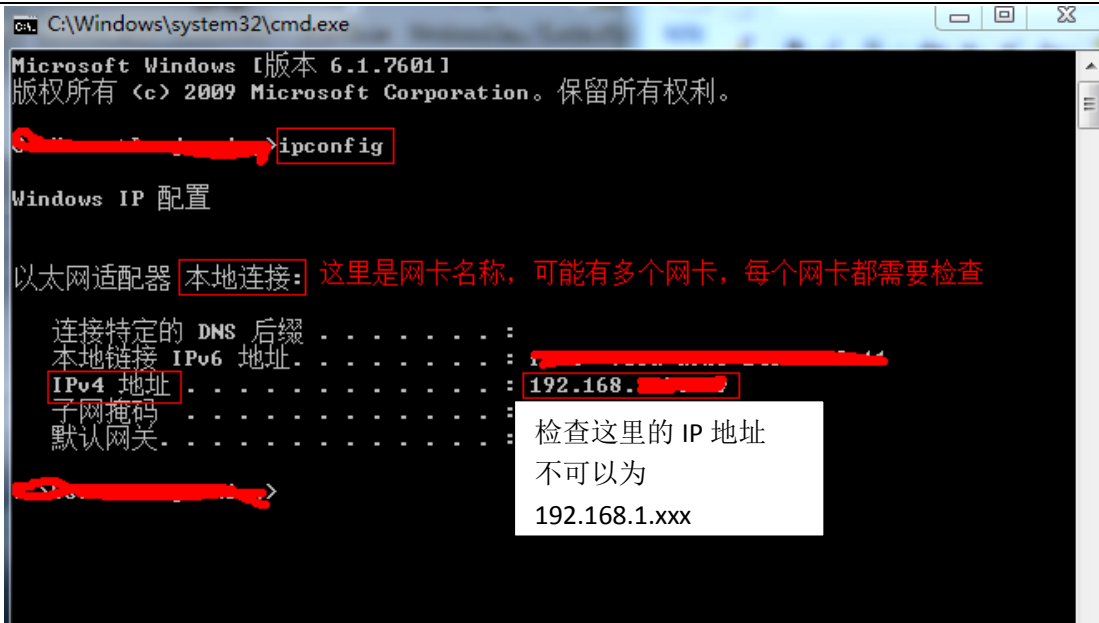 C:\Windows\system32\cmd.exe
Microsoft Windows [版本 6.1.7601]
版权所有 (c) 2009 Microsoft Corporation。保留所有权利。
>ipconfig
Windows IP 配置
以太网适配器 本地连接: 这里是网卡名称，可能有多个网卡，每个网卡都需要检查
连接特定的 DNS 后缀 . . . . . . . :
本地链接 IPv6 地址. . . . . . . . :
IPv4 地址 . . . . . . . . . . . . : 192.168.
子网掩码 . . . . . . . . . . . . :
默认网关. . . . . . . . . . . . . :
检查这里的 IP 地址
不可以为
192.168.1.xxx
>